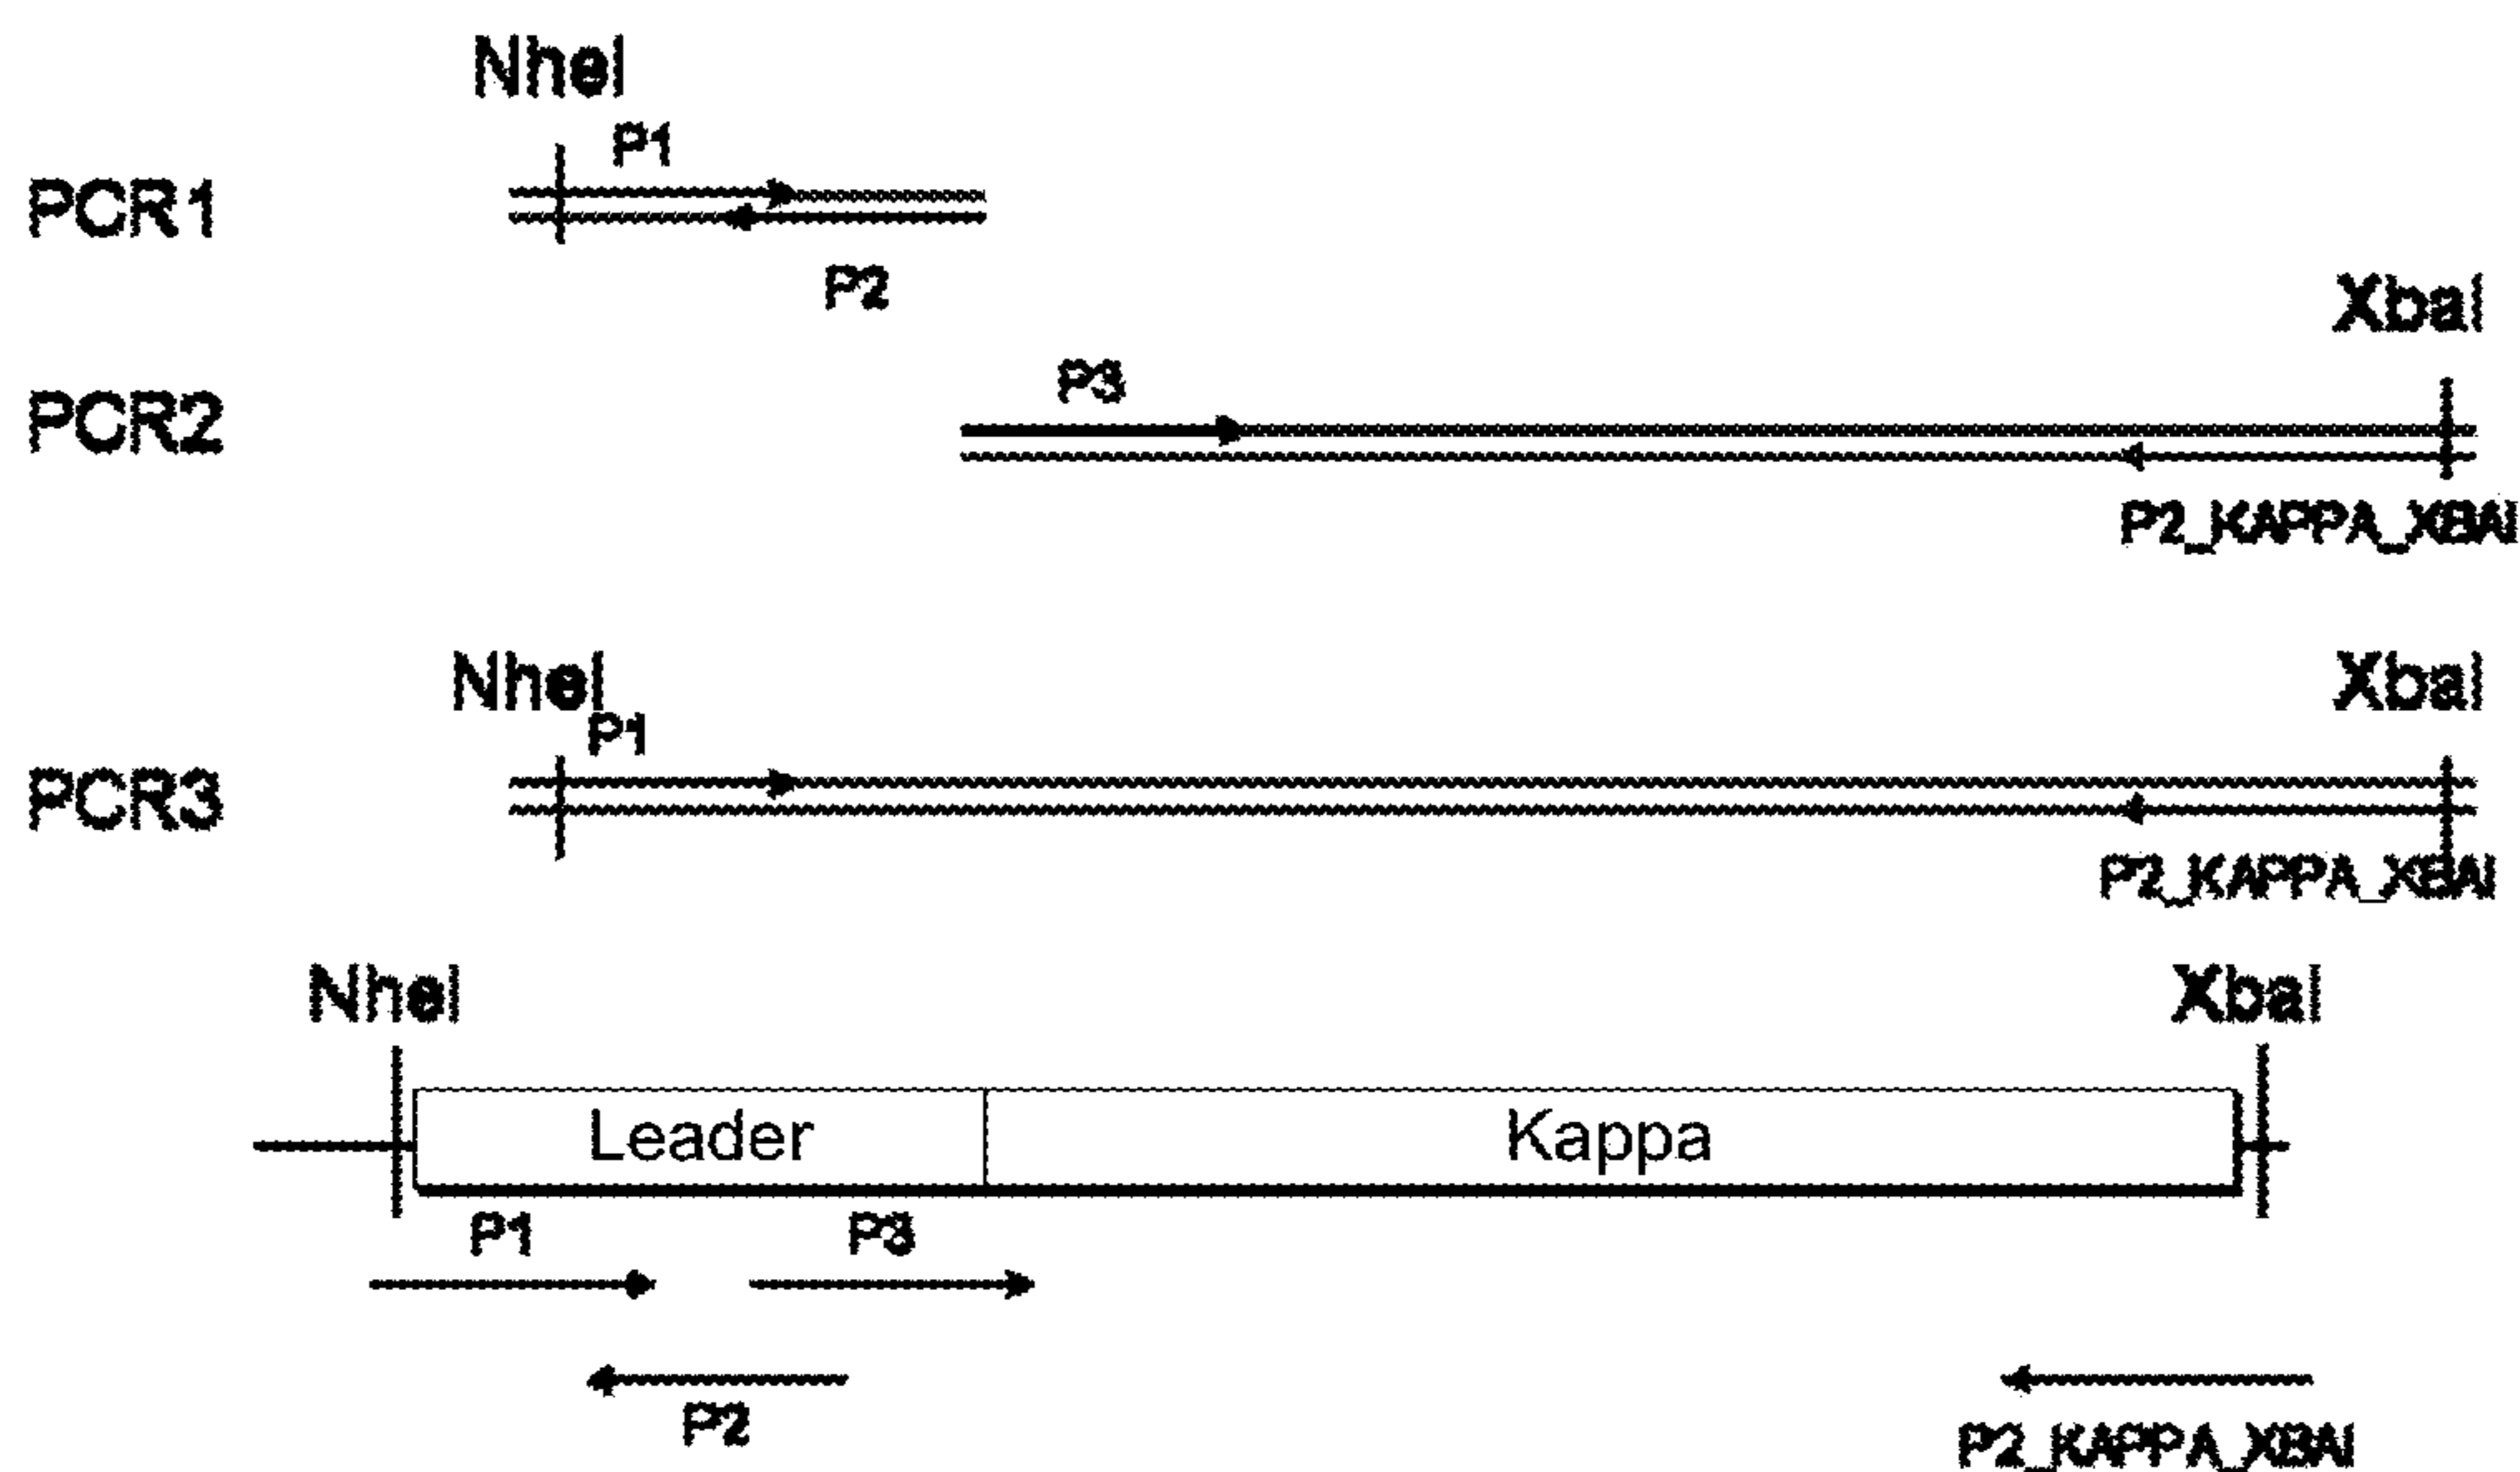 NheI
P1
PCR1
P2
XbaI
P3
PCR2
P2_KAPPA_XBAI
NheI
XbaI
P1
PCR3
P2_KAPPA_XBAI
NheI
XbaI
Leader
Kappa
P1
P3
P2
P2_KAPPA_XBAI